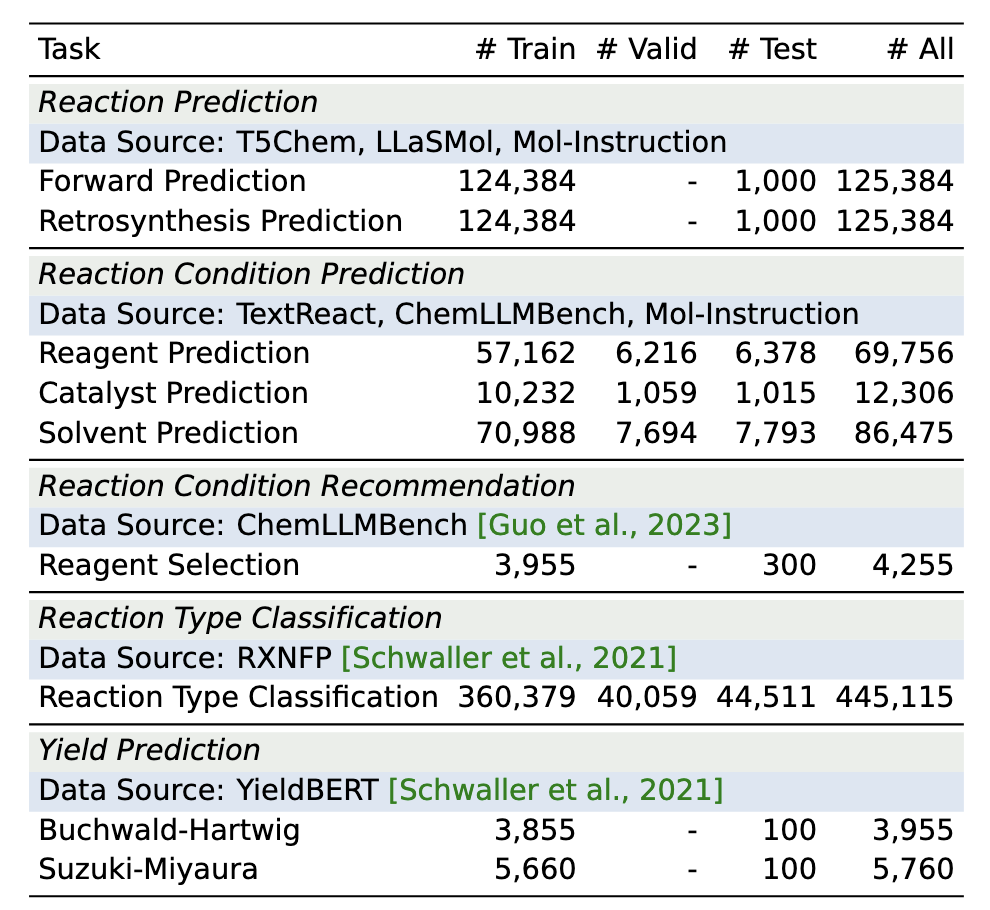 Task # Train # Valid # Test # All
Reaction Prediction
Data Source: T5Chem, LLaSMol, Mol-Instruction
Forward Prediction 124,384 - 1,000 125,384
Retrosynthesis Prediction 124,384 - 1,000 125,384
Reaction Condition Prediction
Data Source: TextReact, ChemLLMBench, Mol-Instruction
Reagent Prediction 57,162 6,216 6,378 69,756
Catalyst Prediction 10,232 1,059 1,015 12,306
Solvent Prediction 70,988 7,694 7,793 86,475
Reaction Condition Recommendation
Data Source: ChemLLMBench [Guo et al., 2023]
Reagent Selection 3,955 - 300 4,255
Reaction Type Classification
Data Source: RXNFP [Schwaller et al., 2021]
Reaction Type Classification 360,379 40,059 44,511 445,115
Yield Prediction
Data Source: YieldBERT [Schwaller et al., 2021]
Buchwald-Hartwig 3,855 - 100 3,955
Suzuki-Miyaura 5,660 - 100 5,760